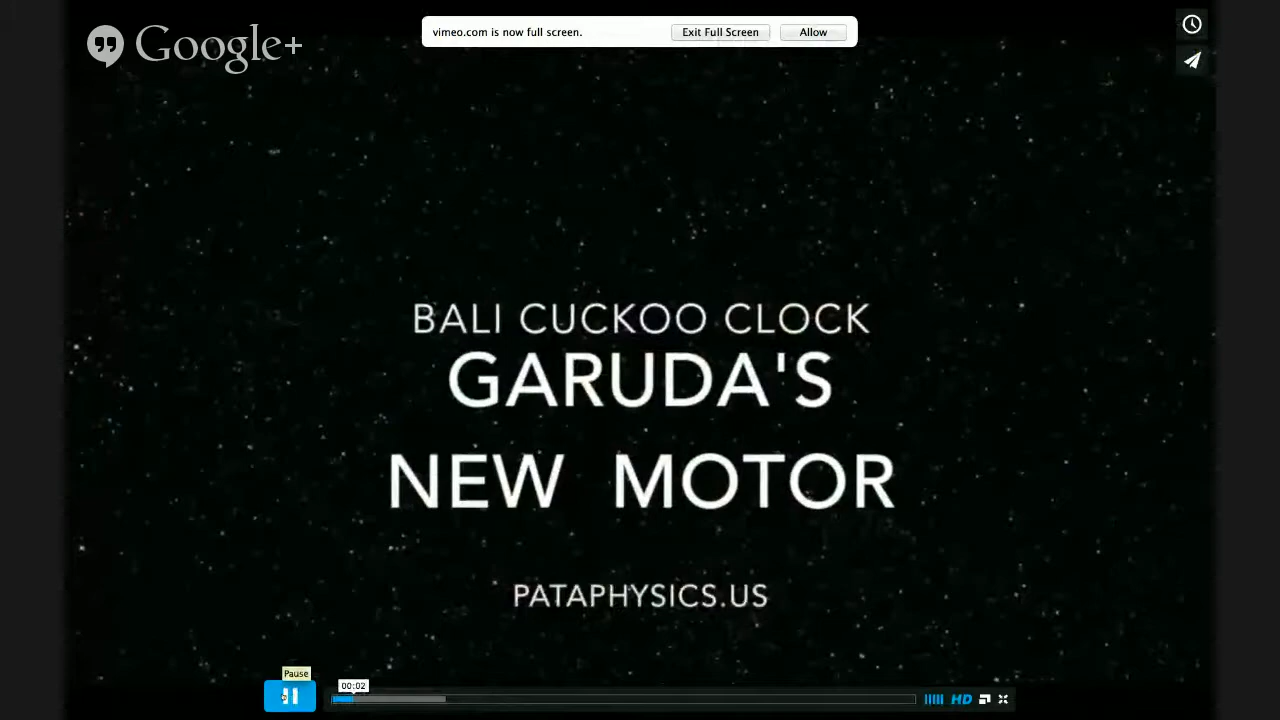 Google+
vimeo.com is now full screen. Exit Full Screen Allow
BALI CUCKOO CLOCK
GARUDA'S
NEW MOTOR
PATAPHYSICS.US
Pause
00:02
HD